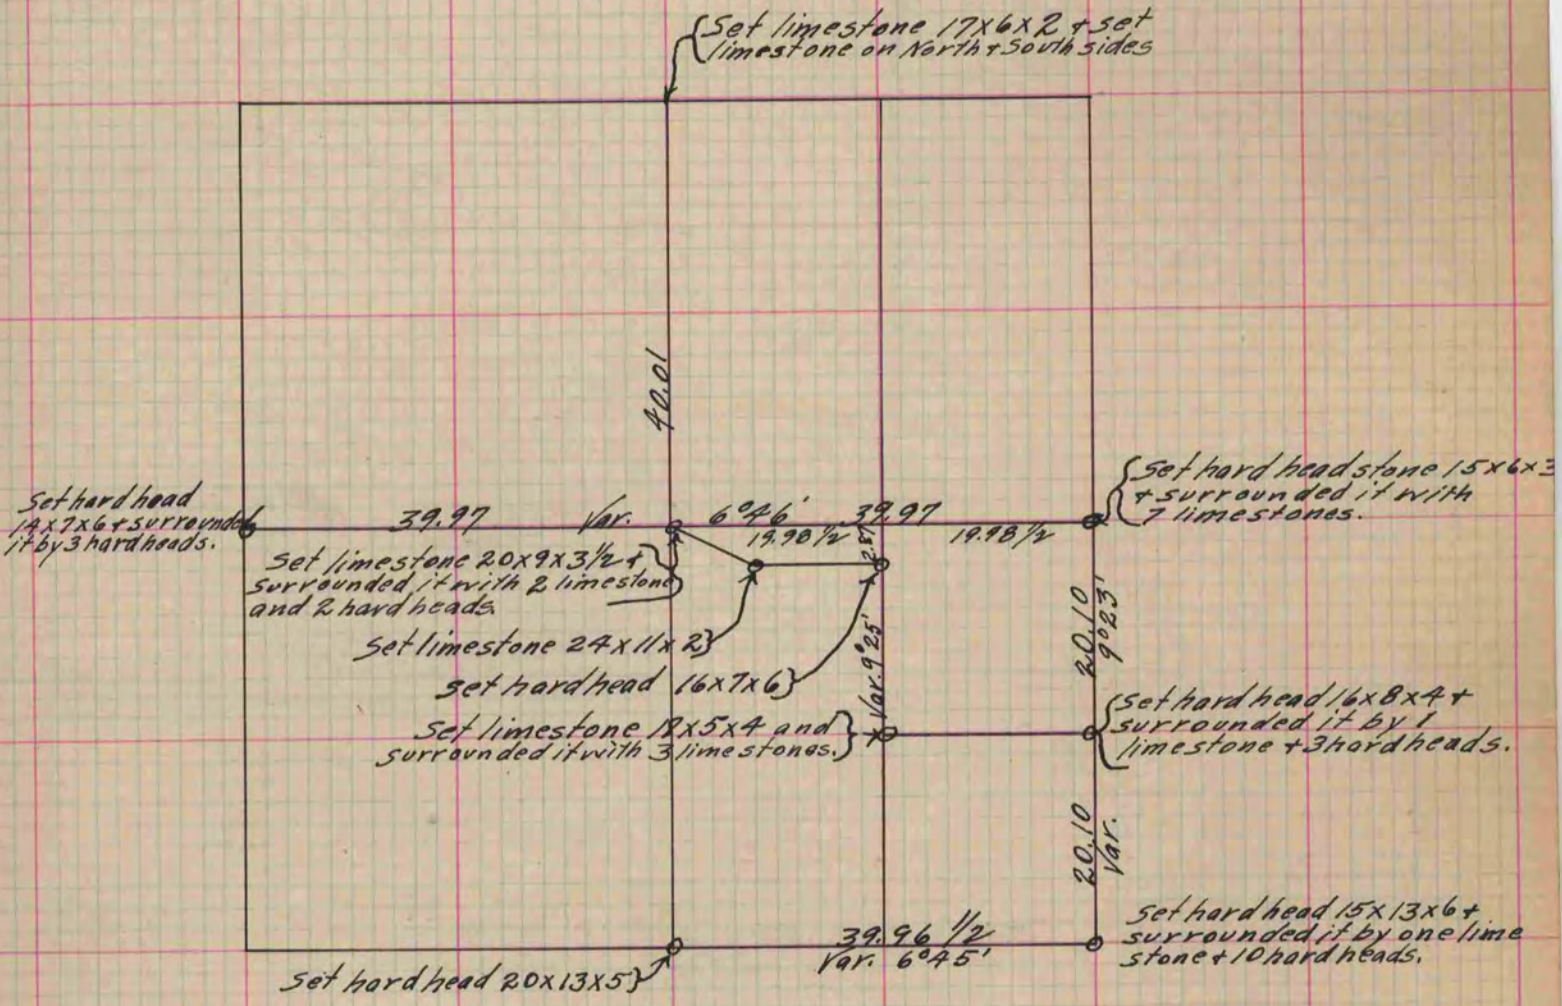 Set limestone 17x6x2 + set
limestone on North + South sides
40.01
Set hard head
14x7x6 + surrounded
it by 3 hard heads.
39.97 Var. 6°46' 39.97
19.98 1/2 19.98 1/2
Set hard head stone 15x6x3
+ surrounded it with
7 limestones.
Set limestone 20x9x3 1/2 +
surrounded it with 2 limestone
and 2 hard heads.
Set limestone 24x11x2
Set hard head 16x7x6
Var. 9°25'
20.10
9°23'
Set limestone 12x5x4 and
surrounded it with 3 limestones.
Set hard head 16x8x4 +
surrounded it by 1
limestone + 3 hard heads.
20.10
Var.
Set hard head 15x13x6 +
surrounded it by one lime
stone + 10 hard heads.
39.96 1/2
Var. 6°45'
Set hard head 20x13x5